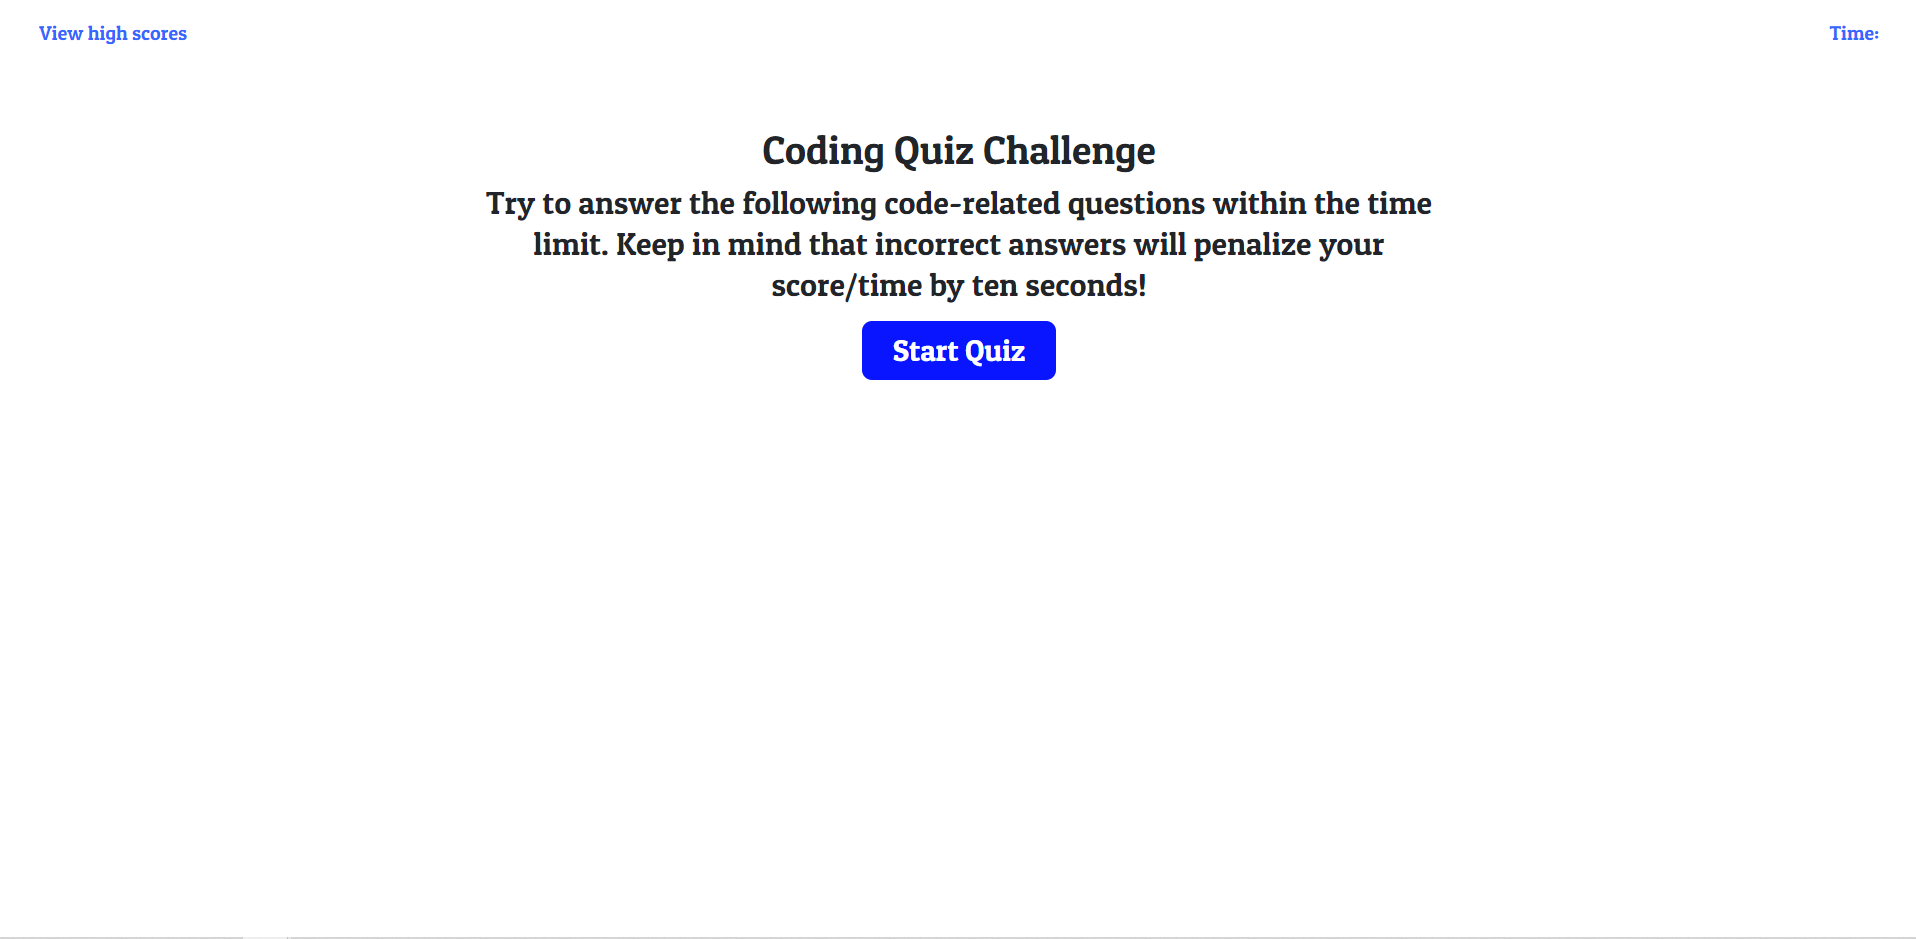 View high scores
Time:
Coding Quiz Challenge
Try to answer the following code-related questions within the time
limit. Keep in mind that incorrect answers will penalize your
score/time by ten seconds!
Start Quiz